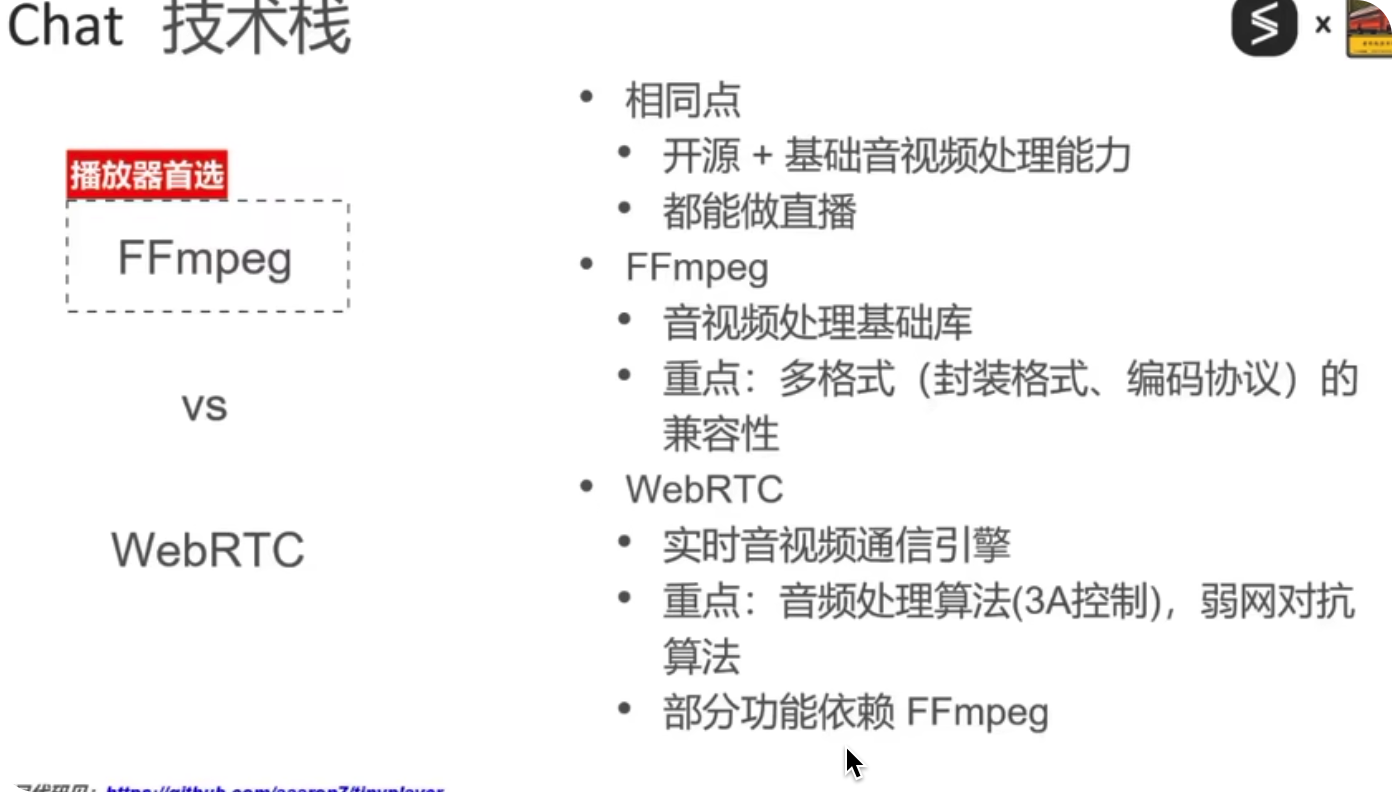 Chat 技术栈
x
播放器首选
FFmpeg
vs
WebRTC
• 相同点
• 开源 + 基础音视频处理能力
• 都能做直播
• FFmpeg
• 音视频处理基础库
• 重点：多格式（封装格式、编码协议）的
兼容性
• WebRTC
• 实时音视频通信引擎
• 重点：音频处理算法(3A控制)，弱网对抗
算法
• 部分功能依赖 FFmpeg
https://github.com/aaron7/tinyplayer